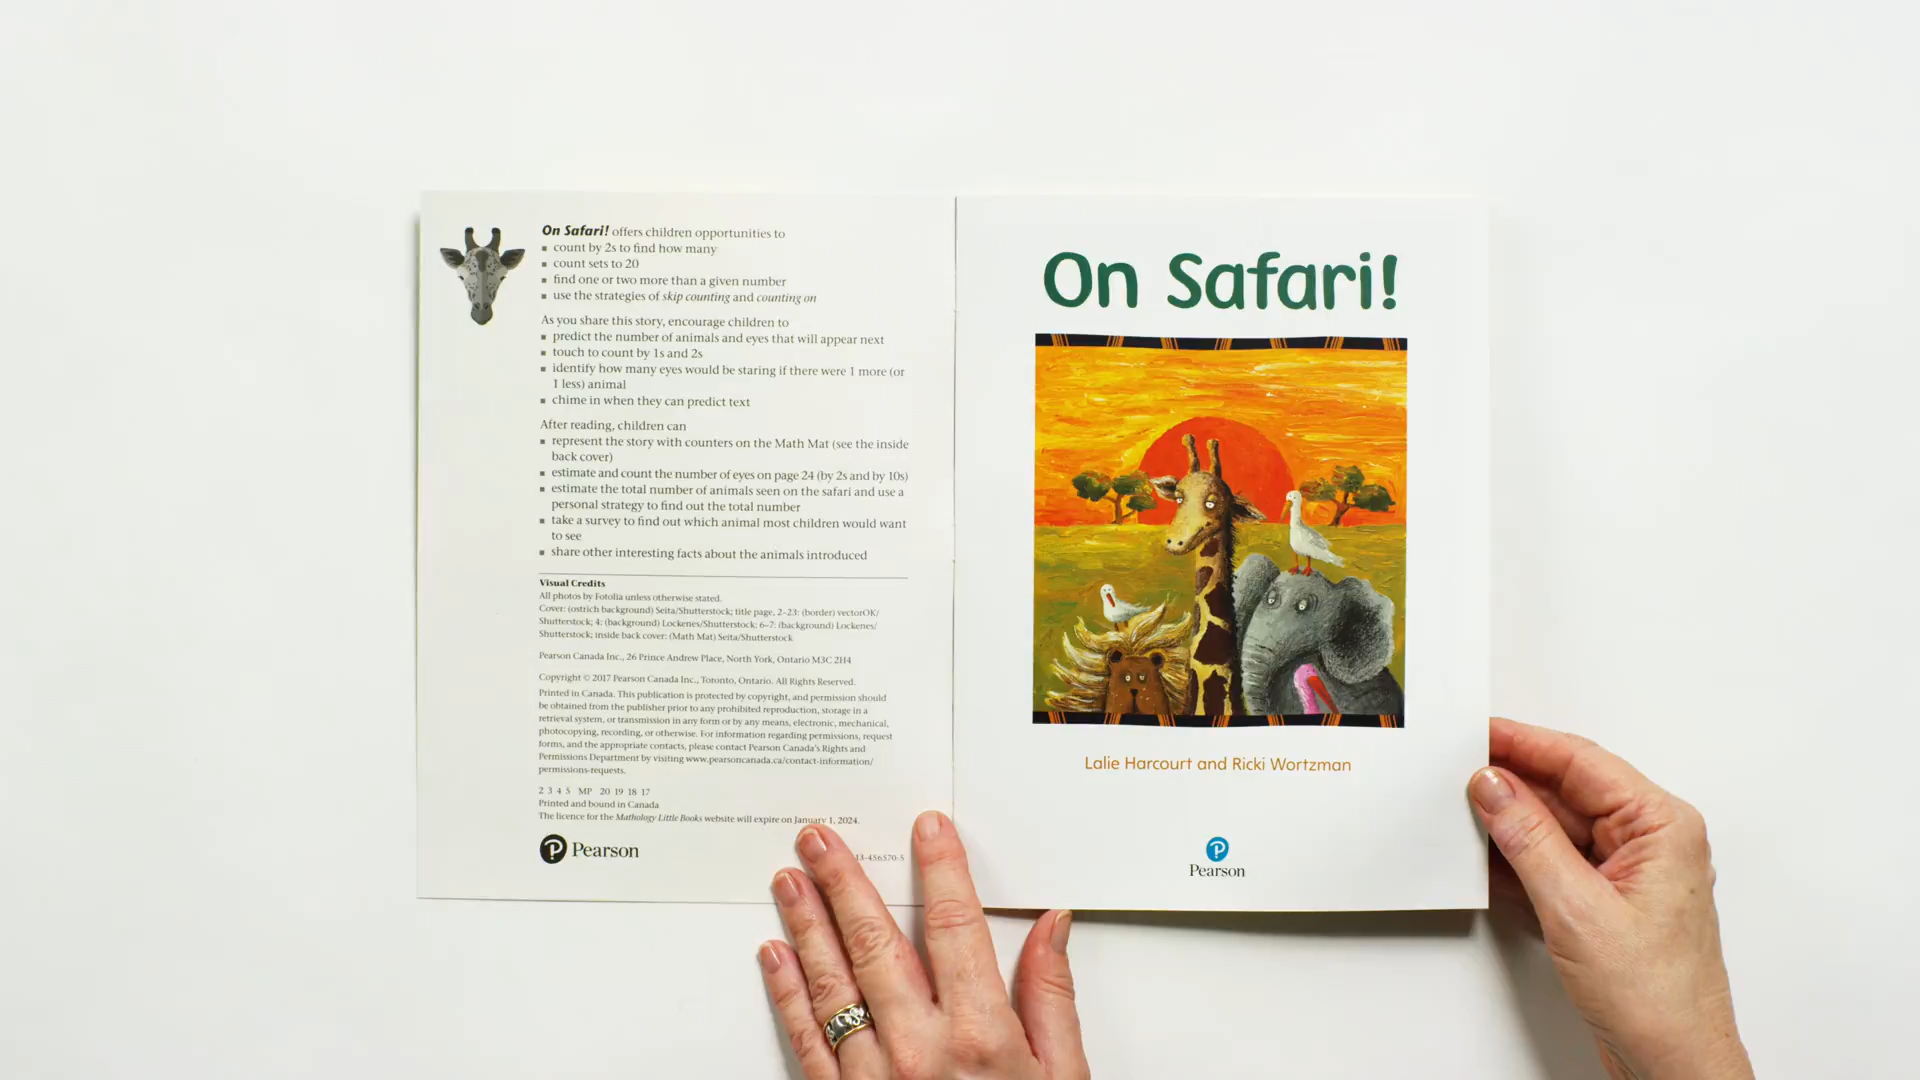 On Safari! offers children opportunities to
▪ count by 2s to find how many
▪ count sets to 20
▪ find one or two more than a given number
▪ use the strategies of skip counting and counting on
As you share this story, encourage children to
▪ predict the number of animals and eyes that will appear next
▪ touch to count by 1s and 2s
▪ identify how many eyes would be staring if there were 1 more (or
1 less) animal
▪ chime in when they can predict text
After reading, children can
▪ represent the story with counters on the Math Mat (see the inside
back cover)
▪ estimate and count the number of eyes on page 24 (by 2s and by 10s)
▪ estimate the total number of animals seen on the safari and use a
personal strategy to find out the total number
▪ take a survey to find out which animal most children would want
to see
▪ share other interesting facts about the animals introduced
Visual Credits
All photos by Fotolia unless otherwise stated.
Cover: (ostrich background) Seita/Shutterstock; title page, 2–23: (border) vectorOK/
Shutterstock; 4: (background) Lockenes/Shutterstock; 6–7: (background) Lockenes/
Shutterstock; inside back cover: (Math Mat) Seita/Shutterstock
Pearson Canada Inc., 26 Prince Andrew Place, North York, Ontario M3C 2H4
Copyright © 2017 Pearson Canada Inc., Toronto, Ontario. All Rights Reserved.
Printed in Canada. This publication is protected by copyright, and permission should
be obtained from the publisher prior to any prohibited reproduction, storage in a
retrieval system, or transmission in any form or by any means, electronic, mechanical,
photocopying, recording, or otherwise. For information regarding permissions, request
forms, and the appropriate contacts, please contact Pearson Canada's Rights and
Permissions Department by visiting www.pearsoncanada.ca/contact-information/
permissions-requests.
2 3 4 5 MP 20 19 18 17
Printed and bound in Canada
The licence for the Mathology Little Books website will expire on January 1, 2024.
Pearson
13-456570-5
On Safari!
Lalie Harcourt and Ricki Wortzman
Pearson